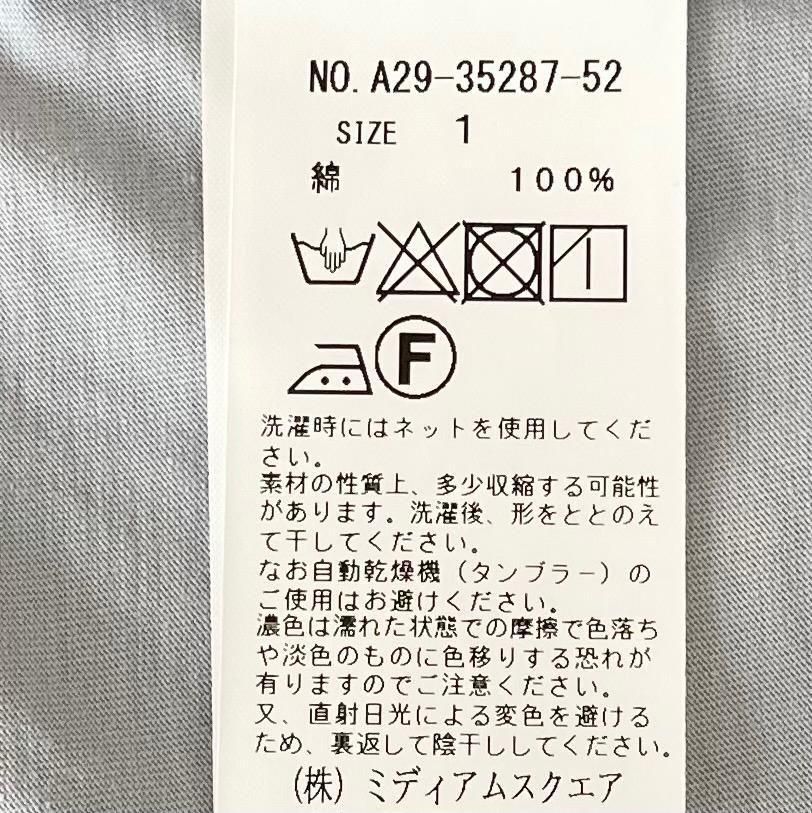 NO. A29-35287-52
SIZE 1
綿 100%
F
洗濯時にはネットを使用してくだ
さい。
素材の性質上、多少収縮する可能性
があります。洗濯後、形をととのえ
て干してください。
なお自動乾燥機（タンブラー）の
ご使用はお避けください。
濃色は濡れた状態での摩擦で色落ち
や淡色のものに色移りする恐れが
有りますのでご注意ください。
又、直射日光による変色を避ける
ため、裏返して陰干ししてください。
（株）ミディアムスクエア